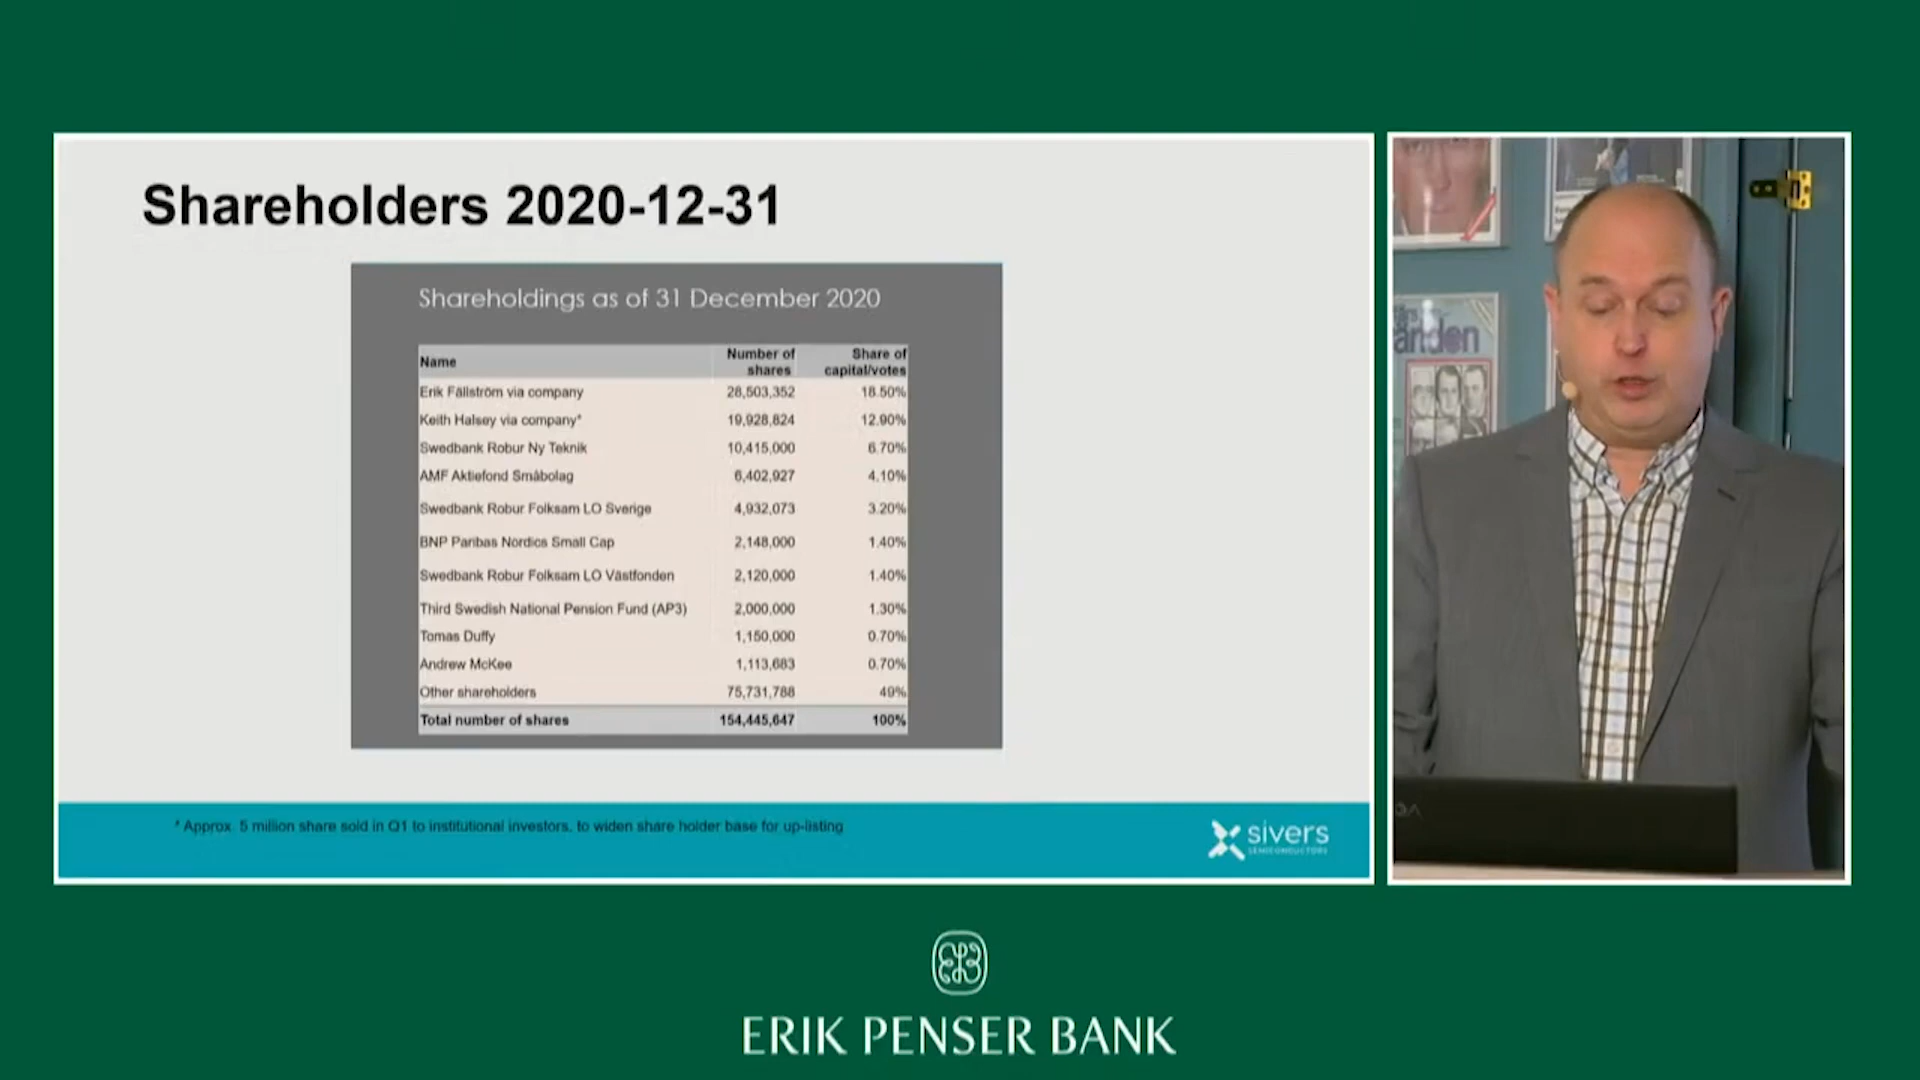 Shareholders 2020-12-31
Shareholdings as of 31 December 2020
Name Number of shares Share of capital/votes
Erik Fällström via company 28,503,352 18.50%
Keith Halsey via company* 19,928,824 12.90%
Swedbank Robur Ny Teknik 10,415,000 6.70%
AMF Aktiefond Småbolag 6,402,927 4.10%
Swedbank Robur Folksam LO Sverige 4,932,073 3.20%
BNP Paribas Nordics Small Cap 2,148,000 1.40%
Swedbank Robur Folksam LO Västfonden 2,120,000 1.40%
Third Swedish National Pension Fund (AP3) 2,000,000 1.30%
Tomas Duffy 1,150,000 0.70%
Andrew McKee 1,113,683 0.70%
Other shareholders 75,731,788 49%
Total number of shares 154,445,647 100%
* Approx. 5 million share sold in Q1 to institutional investors, to widen share holder base for up-listing
sivers
SEMICONDUCTORS
ERIK PENSER BANK